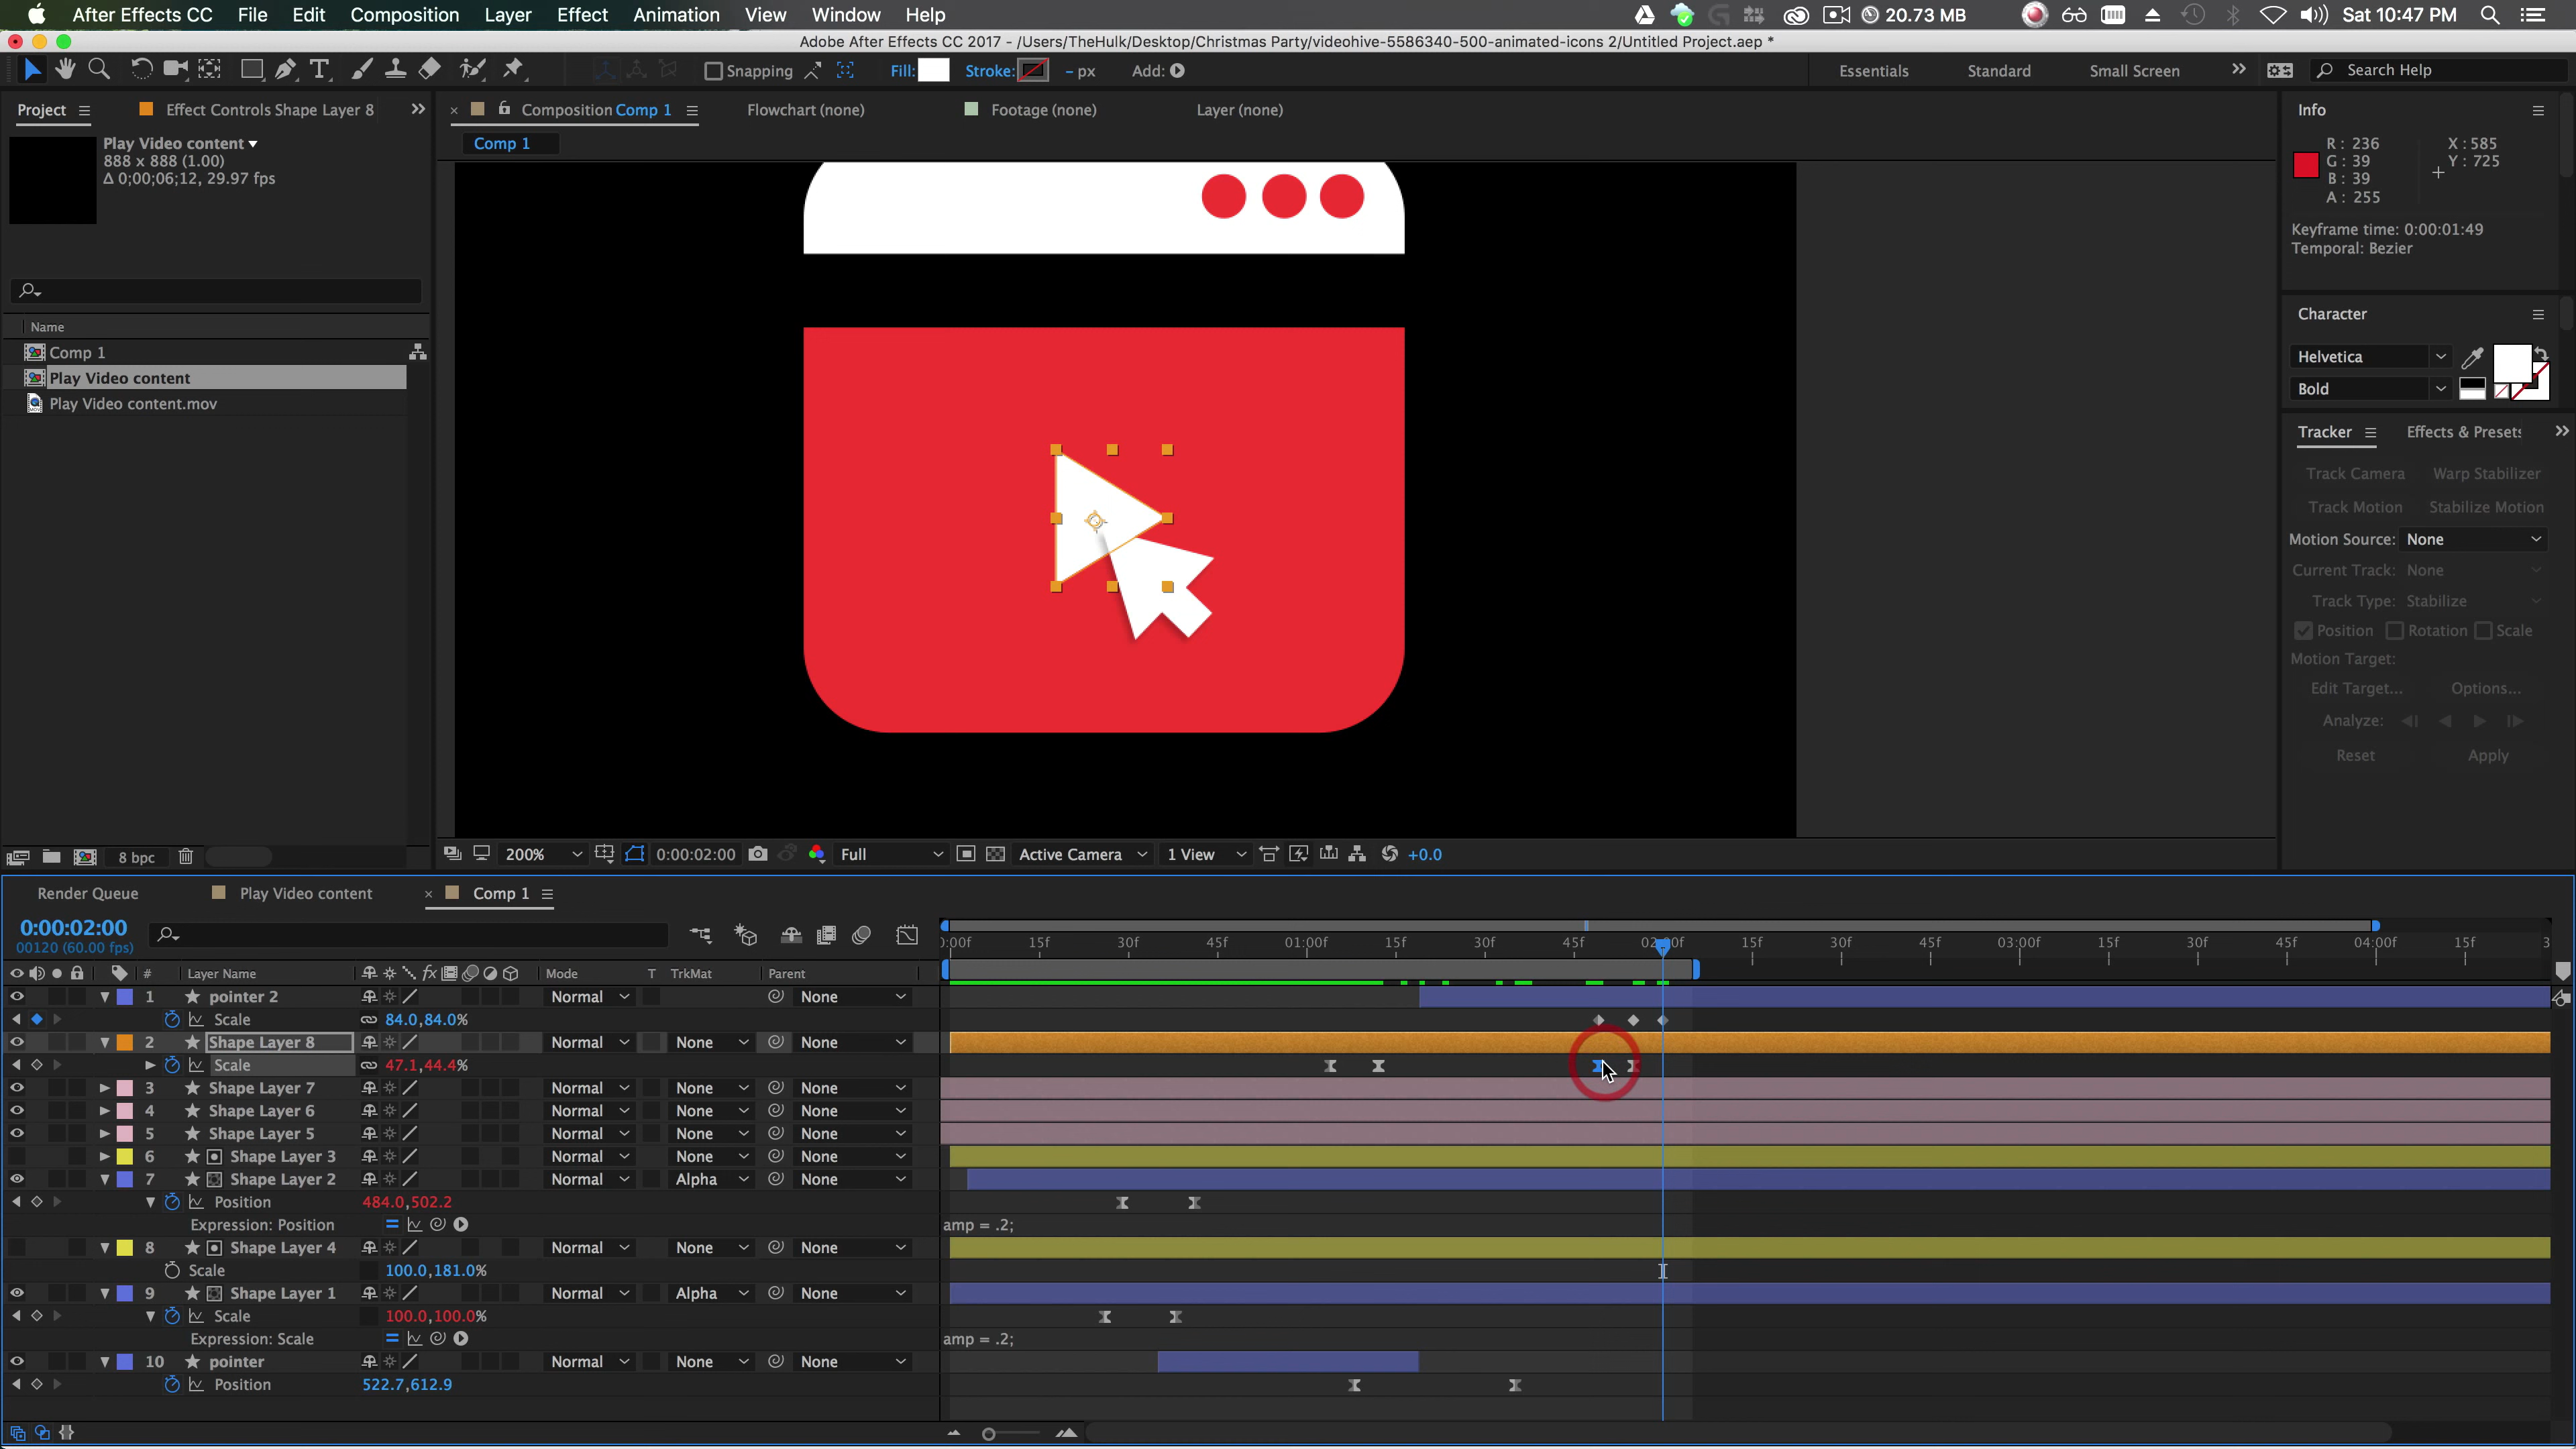 After Effects CC File Edit Composition Layer Effect Animation View Window Help 20.73 MB Sat 10:47 PM
Adobe After Effects CC 2017 - /Users/TheHulk/Desktop/Christmas Party/videohive-5586340-500-animated-icons 2/Untitled Project.aep *
Snapping Fill: Stroke: - px Add: Essentials Standard Small Screen Search Help
Project Effect Controls Shape Layer 8 Composition Comp 1 Flowchart (none) Footage (none) Layer (none) Info
Play Video content
888 x 888 (1.00)
Δ 0;00;06;12, 29.97 fps
Comp 1
R: 236 X: 585
G: 39 Y: 725
B: 39
A: 255
Keyframe time: 0:00:01:49
Temporal: Bezier
Name
Comp 1
Play Video content
Play Video content.mov
Character
Helvetica
Bold
Tracker Effects & Presets
Track Camera Warp Stabilizer
Track Motion Stabilize Motion
Motion Source: None
Current Track: None
Track Type: Stabilize
Position Rotation Scale
Motion Target:
Edit Target... Options...
Analyze:
Reset Apply
8 bpc 200% 0:00:02:00 Full Active Camera 1 View +0.0
Render Queue Play Video content Comp 1
0:00:02:00
00120 (60.00 fps)
):00f 15f 30f 45f 01:00f 15f 30f 45f 02:00f 15f 30f 45f 03:00f 15f 30f 45f 04:00f 15f 3
# Layer Name Mode T TrkMat Parent
1 pointer 2 Normal None
Scale 84.0,84.0%
2 Shape Layer 8 Normal None None
Scale 47.1,44.4%
3 Shape Layer 7 Normal None None
4 Shape Layer 6 Normal None None
5 Shape Layer 5 Normal None None
6 Shape Layer 3 Normal None None
7 Shape Layer 2 Normal Alpha None
Position 484.0,502.2
Expression: Position amp = .2;
8 Shape Layer 4 Normal None None
Scale 100.0,181.0%
9 Shape Layer 1 Normal Alpha None
Scale 100.0,100.0%
Expression: Scale amp = .2;
10 pointer Normal None None
Position 522.7,612.9